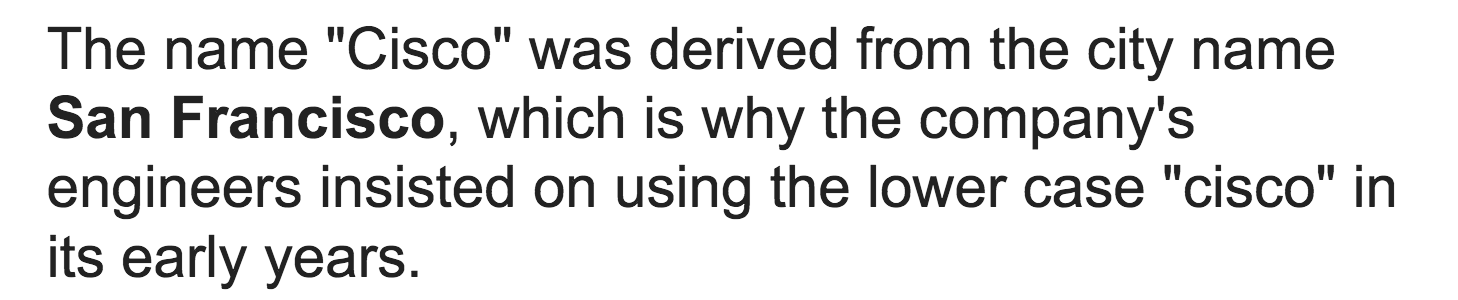 The name "Cisco" was derived from the city name
San Francisco, which is why the company's
engineers insisted on using the lower case "cisco" in
its early years.